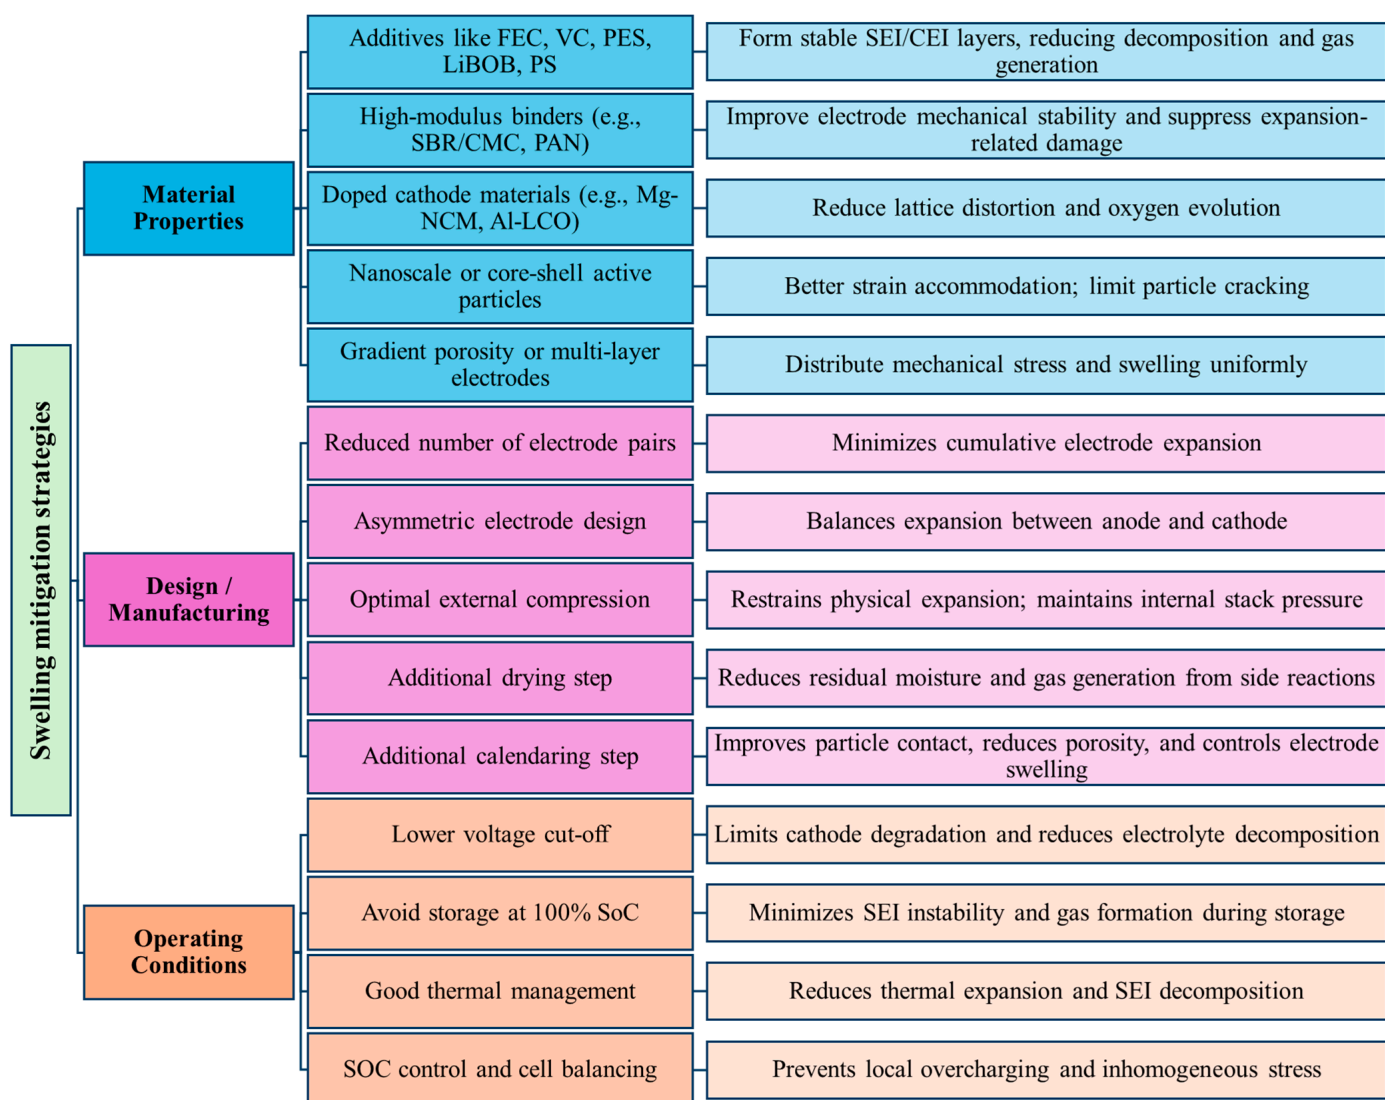 Swelling mitigation strategies
Material
Properties
Additives like FEC, VC, PES,
LiBOB, PS
Form stable SEI/CEI layers, reducing decomposition and gas
generation
High-modulus binders (e.g.,
SBR/CMC, PAN)
Improve electrode mechanical stability and suppress expansion-
related damage
Doped cathode materials (e.g., Mg-
NCM, Al-LCO)
Reduce lattice distortion and oxygen evolution
Nanoscale or core-shell active
particles
Better strain accommodation; limit particle cracking
Gradient porosity or multi-layer
electrodes
Distribute mechanical stress and swelling uniformly
Design /
Manufacturing
Reduced number of electrode pairs
Minimizes cumulative electrode expansion
Asymmetric electrode design
Balances expansion between anode and cathode
Optimal external compression
Restrains physical expansion; maintains internal stack pressure
Additional drying step
Reduces residual moisture and gas generation from side reactions
Additional calendaring step
Improves particle contact, reduces porosity, and controls electrode
swelling
Operating
Conditions
Lower voltage cut-off
Limits cathode degradation and reduces electrolyte decomposition
Avoid storage at 100% SoC
Minimizes SEI instability and gas formation during storage
Good thermal management
Reduces thermal expansion and SEI decomposition
SOC control and cell balancing
Prevents local overcharging and inhomogeneous stress